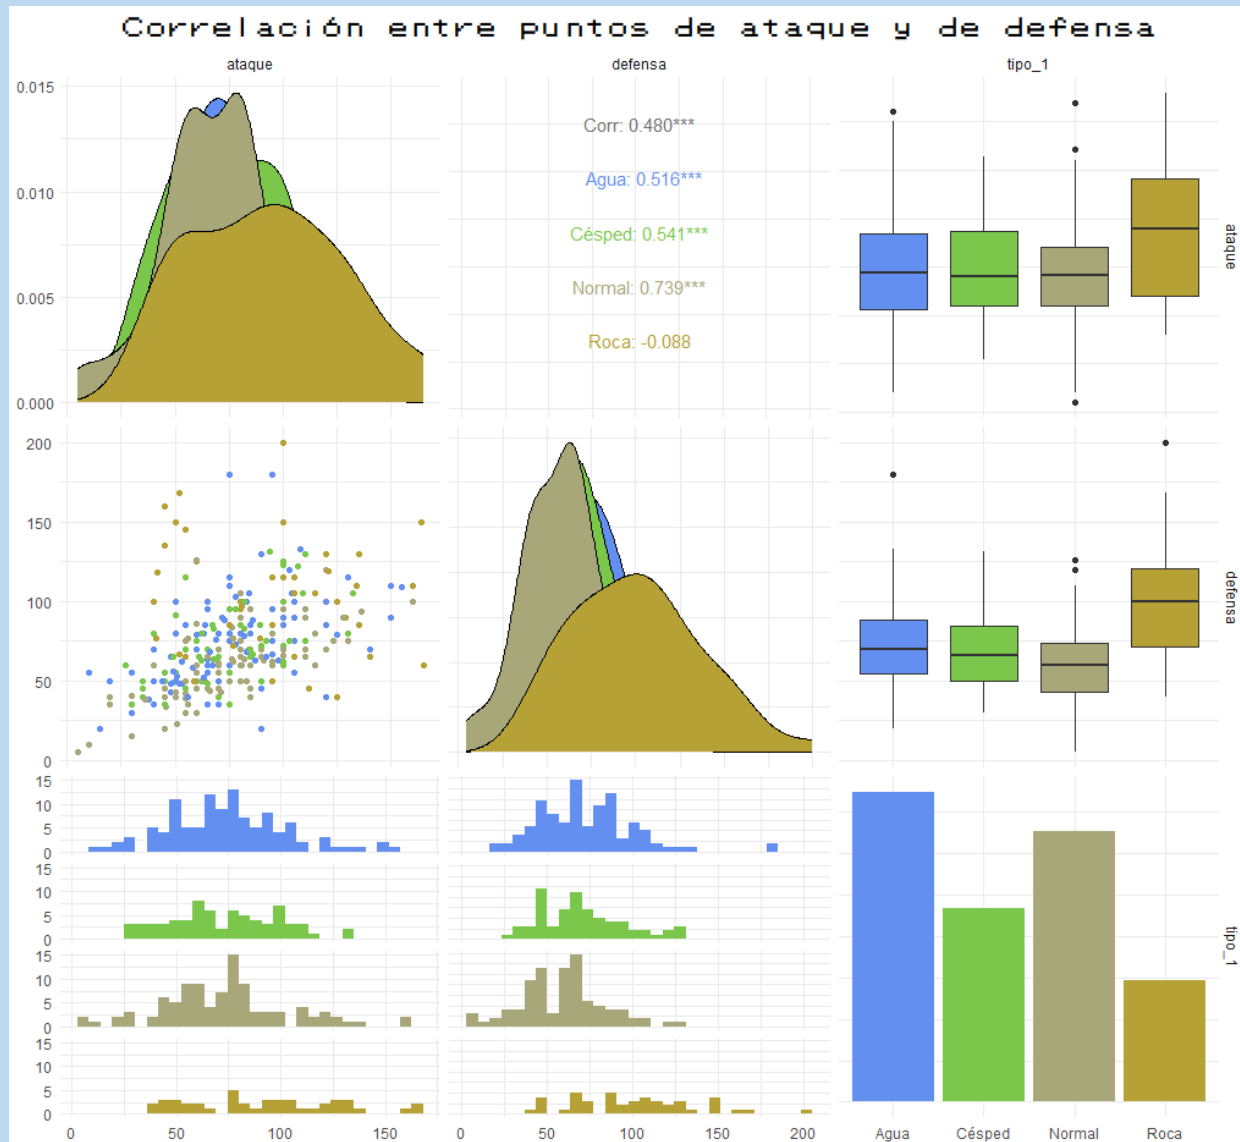 Correlación entre puntos de ataque y de defensa
ataque defensa tipo_1
0.015
0.010
0.005
0.000
Corr: 0.480***
Agua: 0.516***
Césped: 0.541***
Normal: 0.739***
Roca: -0.088
ataque
200
150
100
50
0
defensa
15
10
5
0
15
10
5
0
15
10
5
0
15
10
5
0
tipo_1
0 50 100 150 0 50 100 150 200 Agua Césped Normal Roca